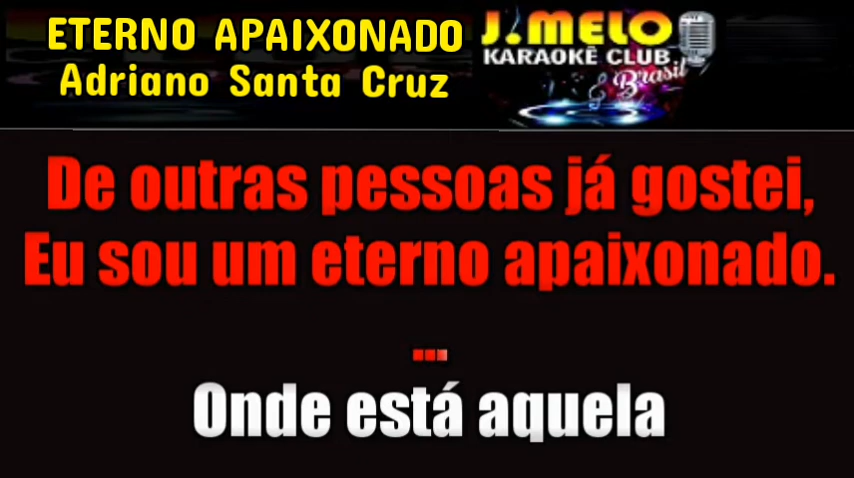 ETERNO APAIXONADO
Adriano Santa Cruz
J. MELO
KARAOKÊ CLUB
Brasil
De outras pessoas já gostei,
Eu sou um eterno apaixonado.
...
Onde está aquela